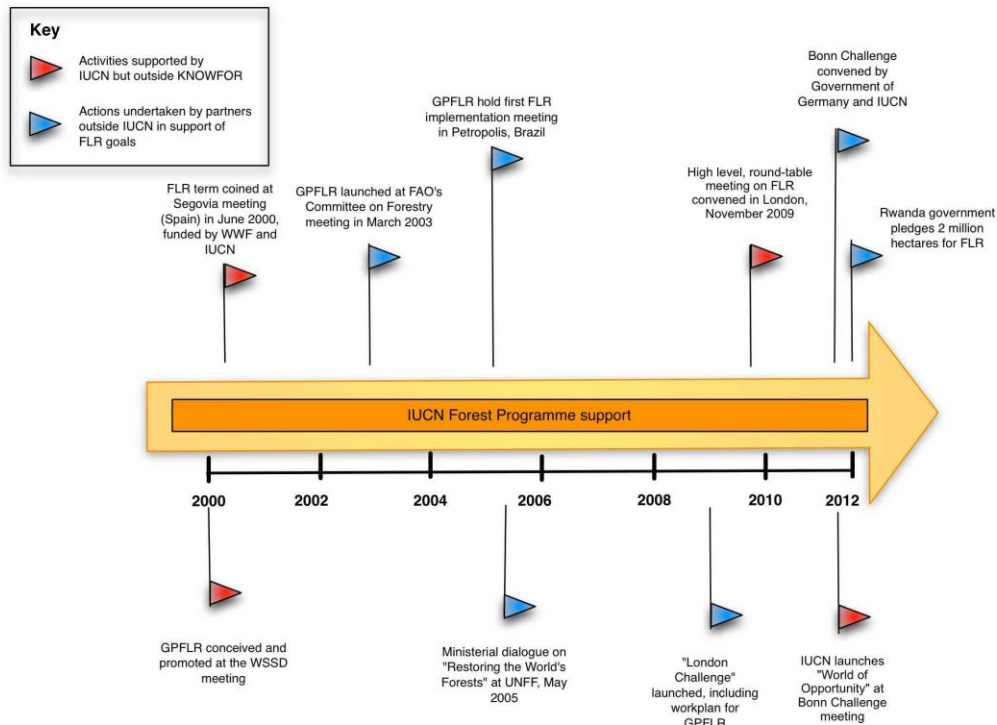 Key
Activities supported by
IUCN but outside KNOWFOR
Actions undertaken by partners
outside IUCN in support of
FLR goals
FLR term coined at
Segovia meeting
(Spain) in June 2000,
funded by WWF and
IUCN
GPFLR launched at FAO's
Committee on Forestry
meeting in March 2003
GPFLR hold first FLR
implementation meeting
in Petropolis, Brazil
High level, round-table
meeting on FLR
convened in London,
November 2009
Bonn Challenge
convened by
Government of
Germany and IUCN
Rwanda government
pledges 2 million
hectares for FLR
IUCN Forest Programme support
2000
2002
2004
2006
2008
2010
2012
GPFLR conceived and
promoted at the WSSD
meeting
Ministerial dialogue on
"Restoring the World's
Forests" at UNFF, May
2005
"London
Challenge"
launched, including
workplan for
GPFLR
IUCN launches
"World of
Opportunity" at
Bonn Challenge
meeting